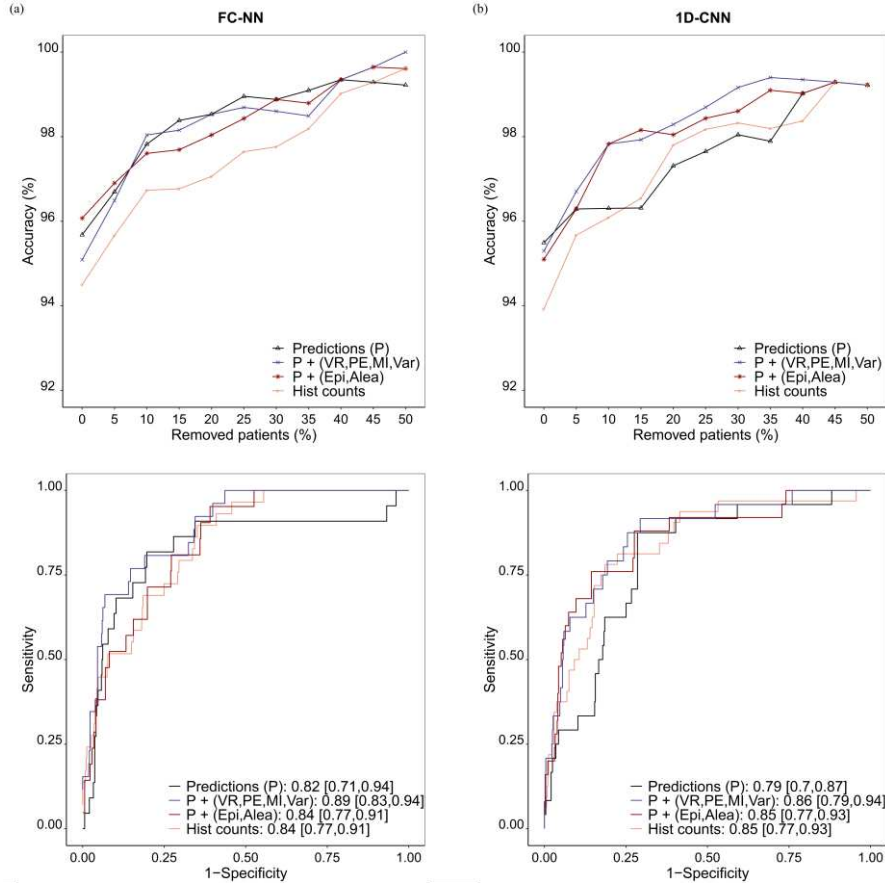 (a)
FC-NN
100
98
96
94
92
Accuracy (%)
0 5 10 15 20 25 30 35 40 45 50
Removed patients (%)
Predictions (P)
P + (VR,PE,MI,Var)
P + (Epi,Alea)
Hist counts
(b)
1D-CNN
100
98
96
94
92
Accuracy (%)
0 5 10 15 20 25 30 35 40 45 50
Removed patients (%)
Predictions (P)
P + (VR,PE,MI,Var)
P + (Epi,Alea)
Hist counts
1.00
0.75
0.50
0.25
0.00
Sensitivity
0.00 0.25 0.50 0.75 1.00
1−Specificity
Predictions (P): 0.82 [0.71,0.94]
P + (VR,PE,MI,Var): 0.89 [0.83,0.94]
P + (Epi,Alea): 0.84 [0.77,0.91]
Hist counts: 0.84 [0.77,0.91]
1.00
0.75
0.50
0.25
0.00
Sensitivity
0.00 0.25 0.50 0.75 1.00
1−Specificity
Predictions (P): 0.79 [0.7,0.87]
P + (VR,PE,MI,Var): 0.86 [0.79,0.94]
P + (Epi,Alea): 0.85 [0.77,0.93]
Hist counts: 0.85 [0.77,0.93]